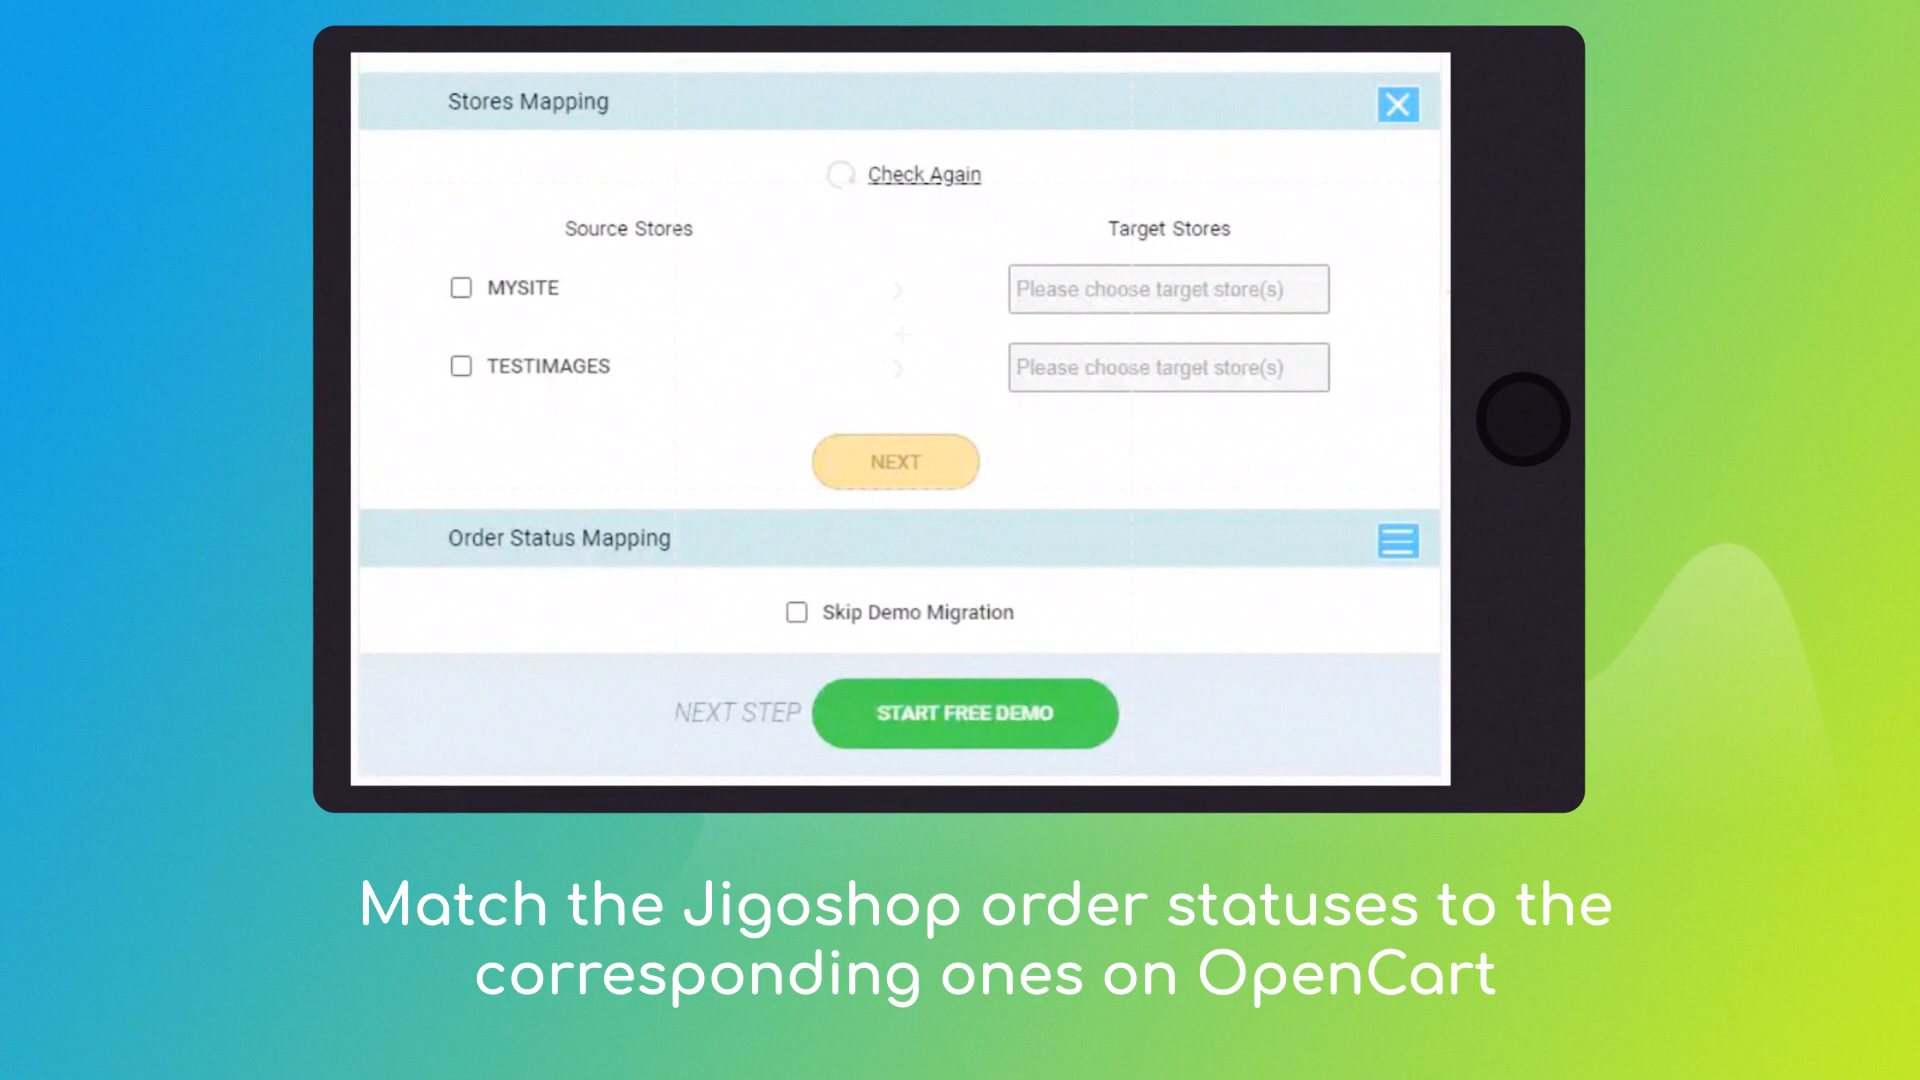 Stores Mapping
Check Again
Source Stores Target Stores
MYSITE Please choose target store(s)
TESTIMAGES Please choose target store(s)
NEXT
Order Status Mapping
Skip Demo Migration
NEXT STEP START FREE DEMO
Match the Jigoshop order statuses to the
corresponding ones on OpenCart